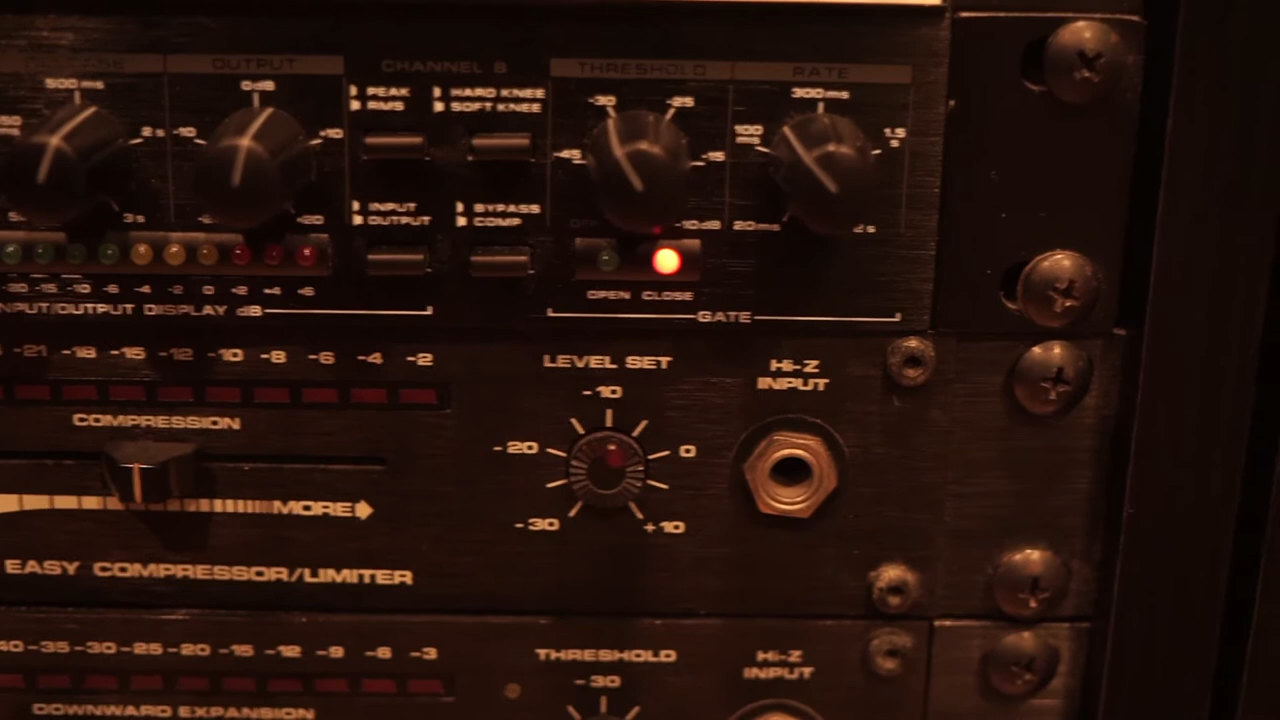 OUTPUT
CHANNEL B
THRESHOLD
RATE
500 ms
0dB
PEAK
RMS
HARD KNEE
SOFT KNEE
-30
-25
300ms
2 s
-10
-10
-45
-15
100 ms
1.5 s
3 s
-20
INPUT
OUTPUT
BYPASS
COMP
-10dB
20ms
OPEN CLOSE
-15 -10 -6 -4 -2 0 +2 +4 +6
NPUT/OUTPUT DISPLAY dB
GATE
-21 -18 -15 -12 -10 -8 -6 -4 -2
COMPRESSION
MORE
LEVEL SET
-10
-20
0
-30
+10
Hi-Z
INPUT
EASY COMPRESSOR/LIMITER
40 -35 -30 -25 -20 -15 -12 -9 -6 -3
DOWNWARD EXPANSION
THRESHOLD
-30
Hi-Z
INPUT